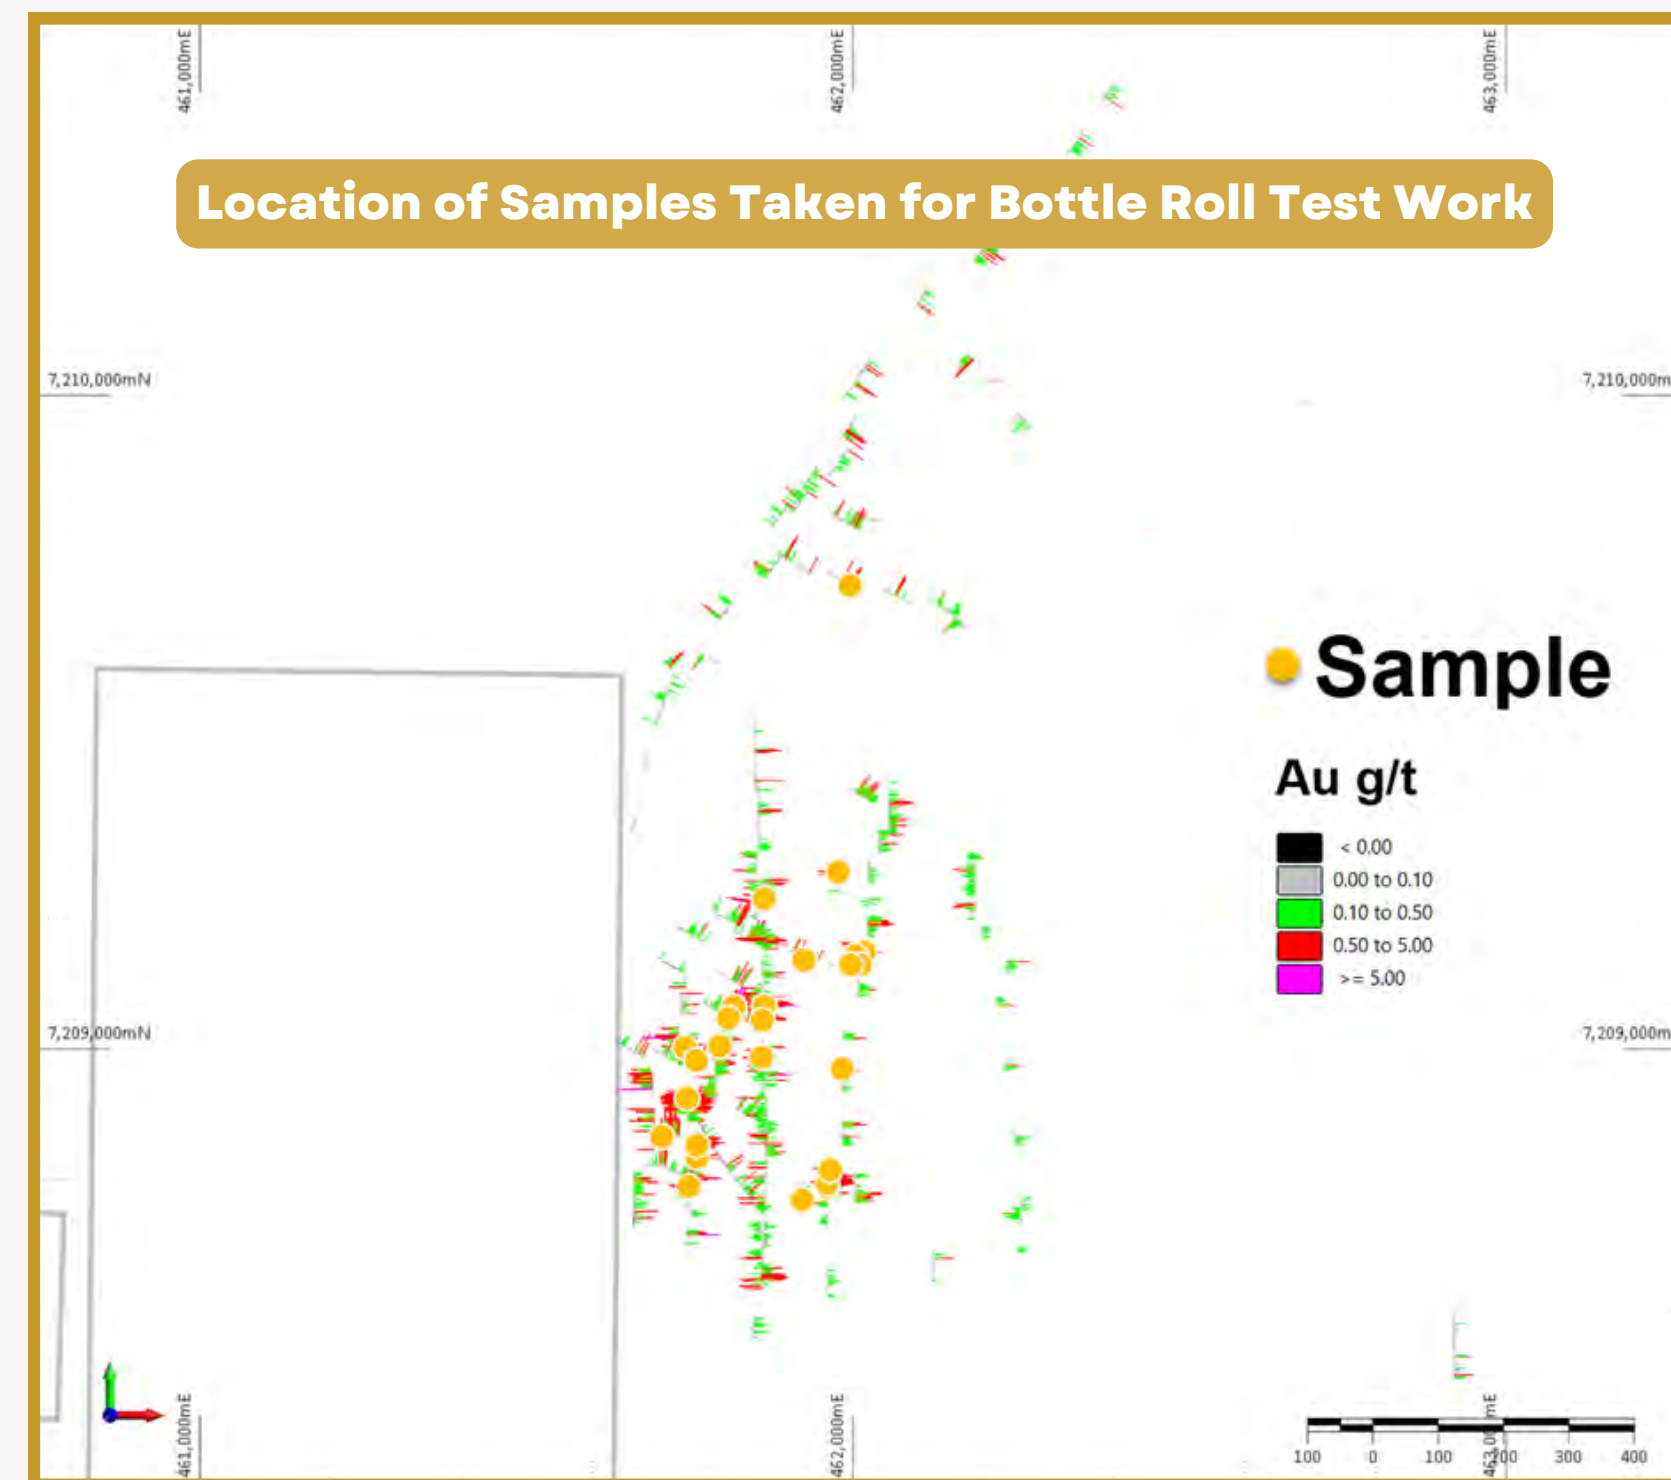 461,000mE
462,000mE
463,000mE
Location of Samples Taken for Bottle Roll Test Work
7,210,000mN
7,210,000m
Sample
Au g/t
< 0.00
0.00 to 0.10
0.10 to 0.50
0.50 to 5.00
>= 5.00
7,209,000mN
7,209,000m
461,000mE
462,000mE
100 0 100 200 300 400